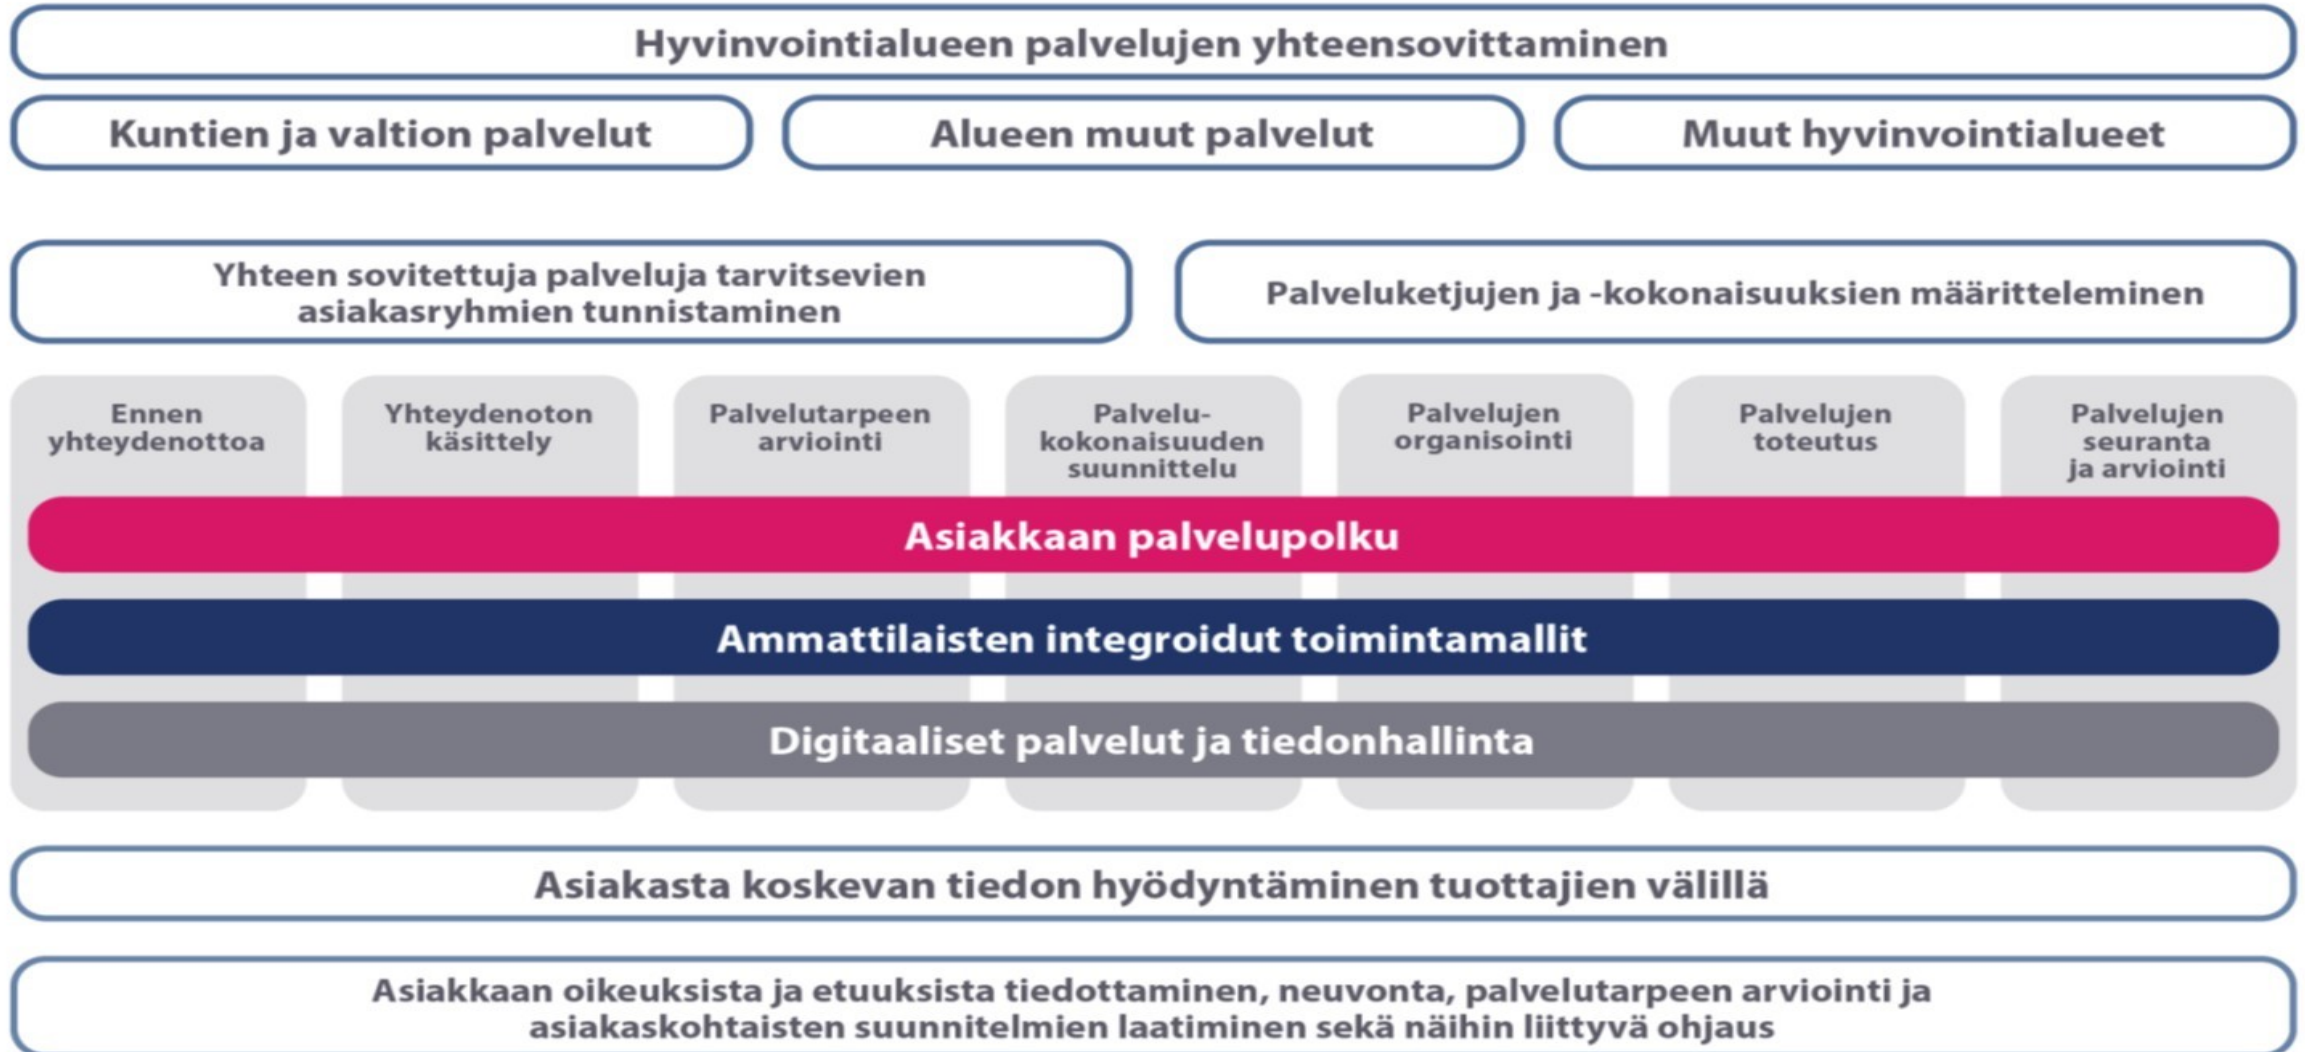 Hyvinvointialueen palvelujen yhteensovittaminen
Kuntien ja valtion palvelut
Alueen muut palvelut
Muut hyvinvointialueet
Yhteen sovitettuja palveluja tarvitsevien
asiakasryhmien tunnistaminen
Palveluketjujen ja -kokonaisuuksien määritteleminen
Ennen
yhteydenottoa
Yhteydenoton
käsittely
Palvelutarpeen
arviointi
Palvelu-
kokonaisuuden
suunnittelu
Palvelujen
organisointi
Palvelujen
toteutus
Palvelujen
seuranta
ja arviointi
Asiakkaan palvelupolku
Ammattilaisten integroidut toimintamallit
Digitaaliset palvelut ja tiedonhallinta
Asiakasta koskevan tiedon hyödyntäminen tuottajien välillä
Asiakkaan oikeuksista ja etuuksista tiedottaminen, neuvonta, palvelutarpeen arviointi ja
asiakaskohtaisten suunnitelmien laatiminen sekä näihin liittyvä ohjaus